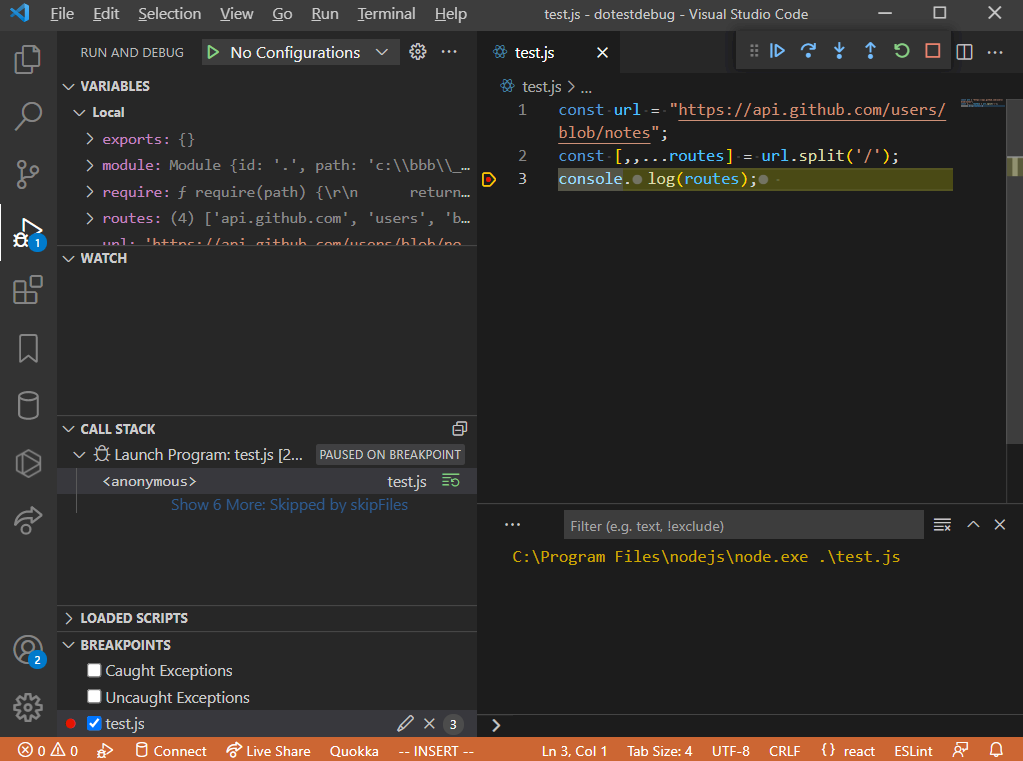 File Edit Selection View Go Run Terminal Help test.js - dotestdebug - Visual Studio Code
RUN AND DEBUG No Configurations ...
VARIABLES
Local
exports: {}
module: Module {id: '.', path: 'c:\\bbb\\_…
require: ƒ require(path) {\r\n return…
routes: (4) ['api.github.com', 'users', 'b…
url: 'https://api.github.com/users/blob/no…
WATCH
CALL STACK
Launch Program: test.js [2... PAUSED ON BREAKPOINT
<anonymous> test.js
Show 6 More: Skipped by skipFiles
LOADED SCRIPTS
BREAKPOINTS
Caught Exceptions
Uncaught Exceptions
test.js 3
1
2
test.js
test.js > ...
1 const url = "https://api.github.com/users/
blob/notes";
2 const [,,...routes] = url.split('/');
3 console. log(routes);
Filter (e.g. text, !exclude)
C:\Program Files\nodejs\node.exe .\test.js
0 0 Connect Live Share Quokka -- INSERT -- Ln 3, Col 1 Tab Size: 4 UTF-8 CRLF {} react ESLint